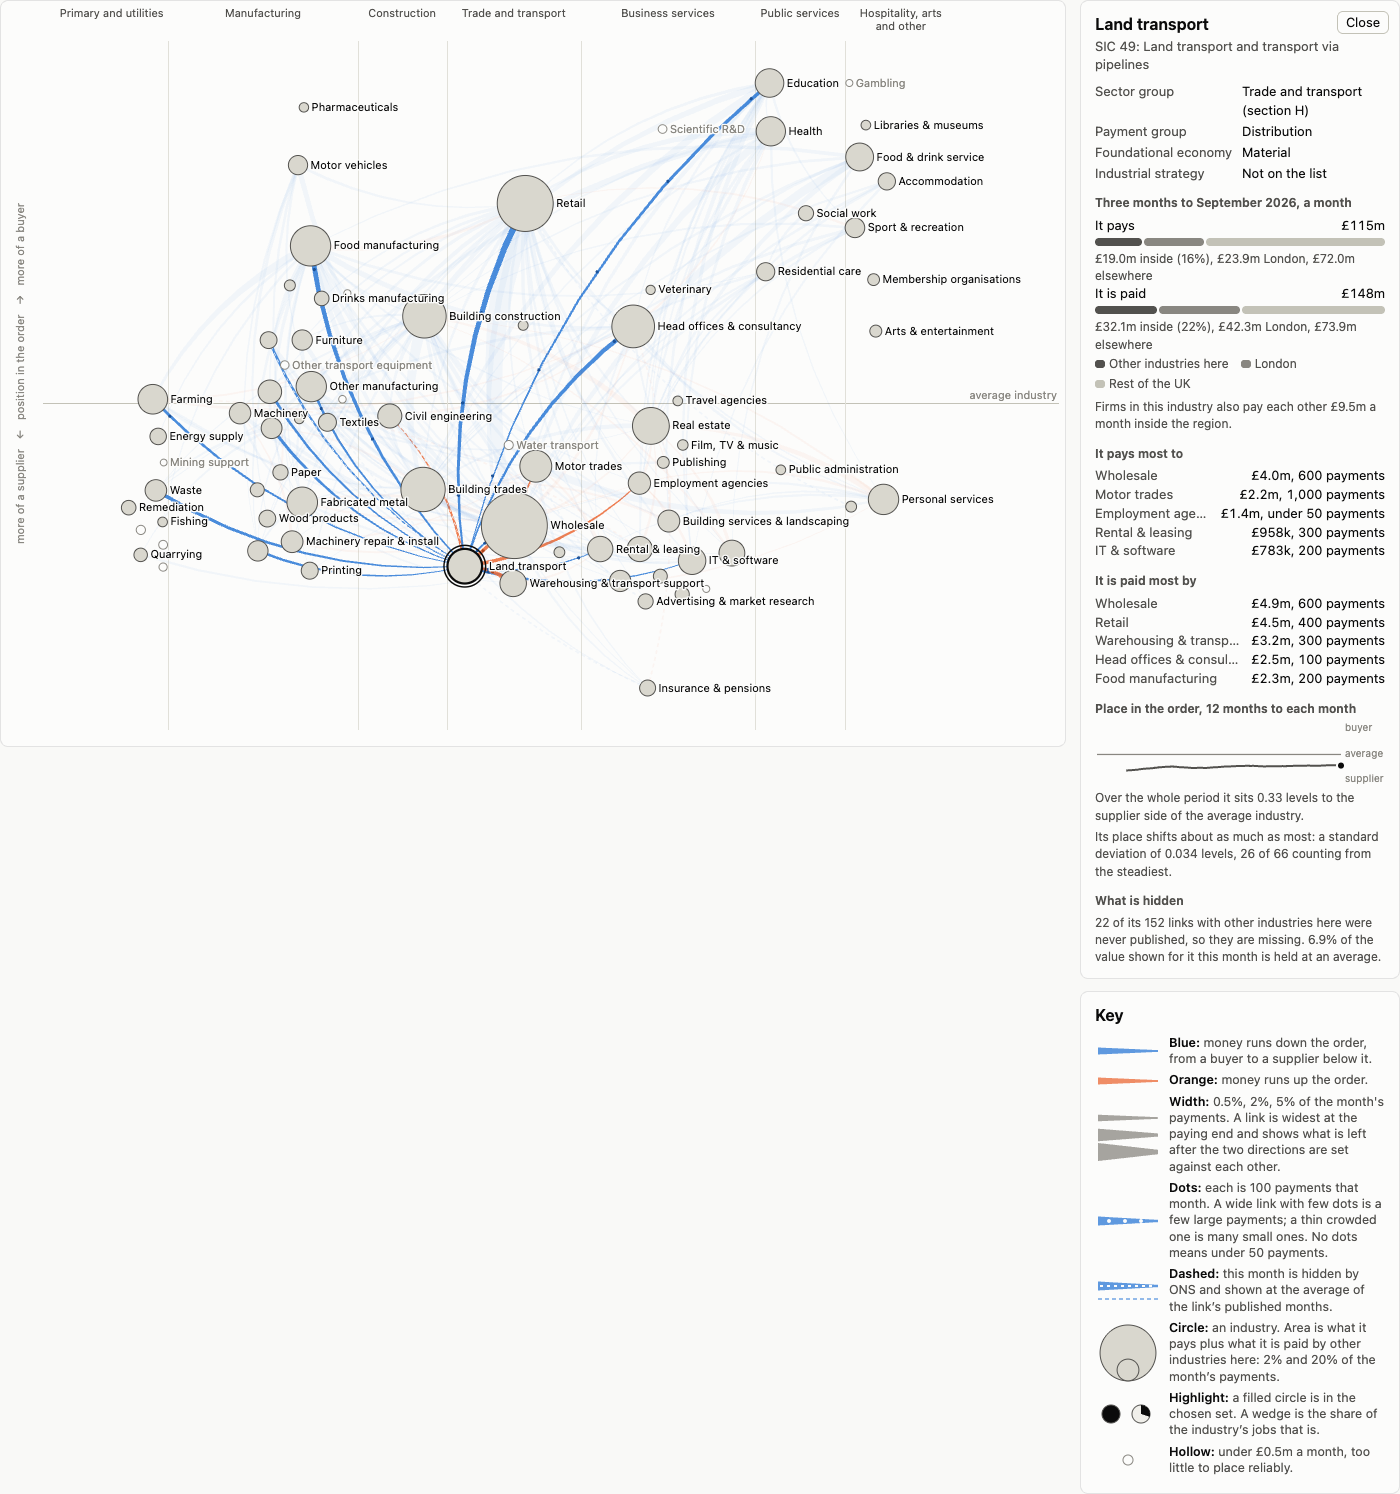 Primary and utilities
Manufacturing
Construction
Trade and transport
Business services
Public services
Hospitality, arts
and other
more of a supplier ← position in the order → more of a buyer
average industry
Education
Gambling
Pharmaceuticals
Scientific R&D
Health
Libraries & museums
Food & drink service
Motor vehicles
Accommodation
Retail
Social work
Sport & recreation
Food manufacturing
Residential care
Membership organisations
Veterinary
Drinks manufacturing
Building construction
Head offices & consultancy
Arts & entertainment
Furniture
Other transport equipment
Other manufacturing
Farming
Travel agencies
Machinery
Textiles
Civil engineering
Real estate
Energy supply
Water transport
Film, TV & music
Mining support
Motor trades
Publishing
Public administration
Paper
Employment agencies
Waste
Building trades
Personal services
Remediation
Fabricated metal
Fishing
Wood products
Wholesale
Building services & landscaping
Machinery repair & install
Quarrying
Rental & leasing
IT & software
Land transport
Printing
Warehousing & transport support
Advertising & market research
Insurance & pensions
Land transport
Close
SIC 49: Land transport and transport via
pipelines
Sector group Trade and transport
(section H)
Payment group Distribution
Foundational economy Material
Industrial strategy Not on the list
Three months to September 2026, a month
It pays £115m
£19.0m inside (16%), £23.9m London, £72.0m
elsewhere
It is paid £148m
£32.1m inside (22%), £42.3m London, £73.9m
elsewhere
Other industries here London
Rest of the UK
Firms in this industry also pay each other £9.5m a
month inside the region.
It pays most to
Wholesale £4.0m, 600 payments
Motor trades £2.2m, 1,000 payments
Employment age... £1.4m, under 50 payments
Rental & leasing £958k, 300 payments
IT & software £783k, 200 payments
It is paid most by
Wholesale £4.9m, 600 payments
Retail £4.5m, 400 payments
Warehousing & transp... £3.2m, 300 payments
Head offices & consul... £2.5m, 100 payments
Food manufacturing £2.3m, 200 payments
Place in the order, 12 months to each month
buyer
average
supplier
Over the whole period it sits 0.33 levels to the
supplier side of the average industry.
Its place shifts about as much as most: a standard
deviation of 0.034 levels, 26 of 66 counting from
the steadiest.
What is hidden
22 of its 152 links with other industries here were
never published, so they are missing. 6.9% of the
value shown for it this month is held at an average.
Key
Blue: money runs down the order,
from a buyer to a supplier below it.
Orange: money runs up the order.
Width: 0.5%, 2%, 5% of the month's
payments. A link is widest at the
paying end and shows what is left
after the two directions are set
against each other.
Dots: each is 100 payments that
month. A wide link with few dots is a
few large payments; a thin crowded
one is many small ones. No dots
means under 50 payments.
Dashed: this month is hidden by
ONS and shown at the average of
the link's published months.
Circle: an industry. Area is what it
pays plus what it is paid by other
industries here: 2% and 20% of the
month's payments.
Highlight: a filled circle is in the
chosen set. A wedge is the share of
the industry's jobs that is.
Hollow: under £0.5m a month, too
little to place reliably.